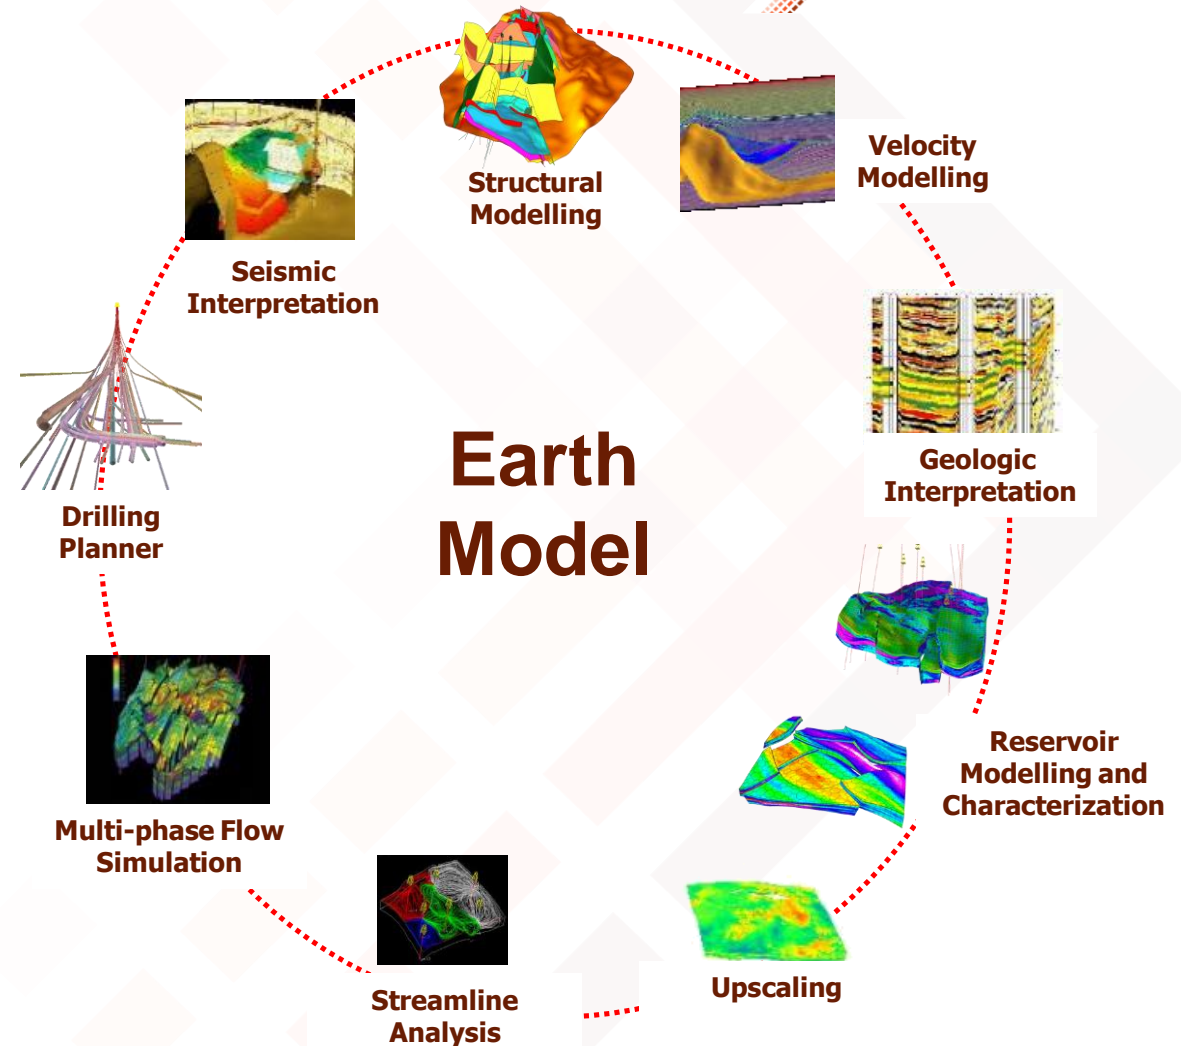 Structural
Modelling
Velocity
Modelling
Seismic
Interpretation
Geologic
Interpretation
Earth
Model
Drilling
Planner
Reservoir
Modelling and
Characterization
Multi-phase Flow
Simulation
Upscaling
Streamline
Analysis